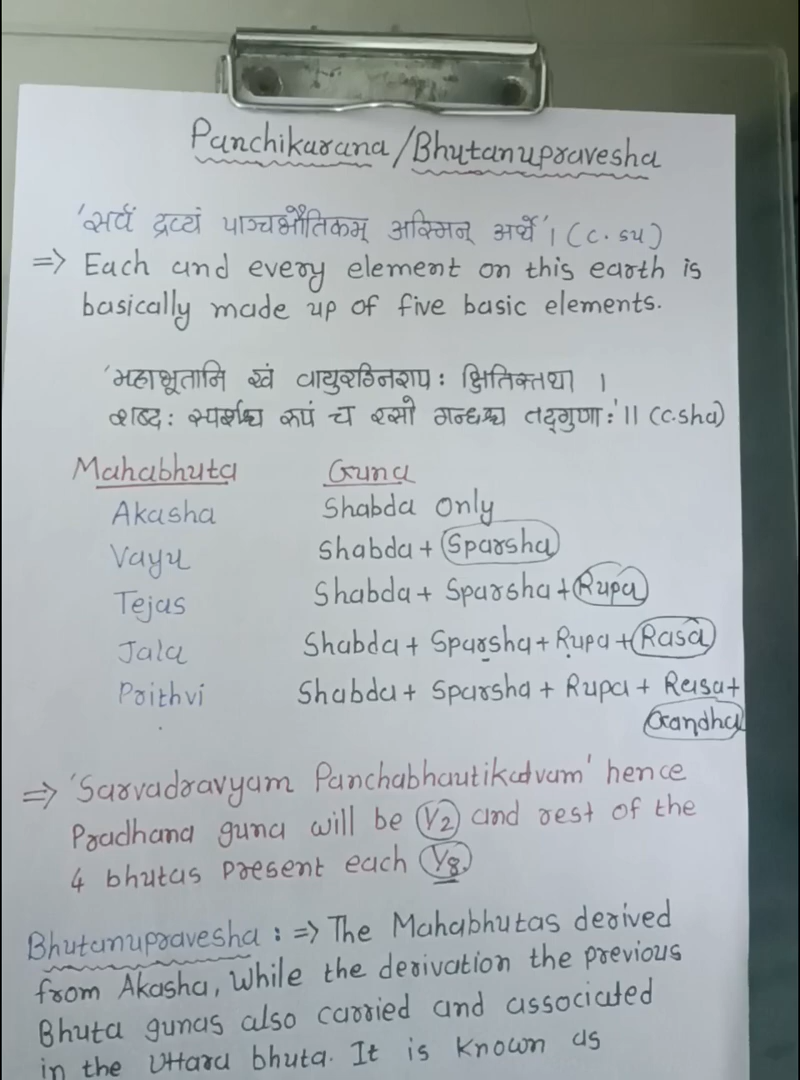 Panchikarana/Bhutanupravesha
'सर्वं द्रव्यं पाञ्चभौतिकम् अस्मिन् अर्थे'। (c.su)
=> Each and every element on this earth is
basically made up of five basic elements.
'महाभूतानि खं वायुरग्निरापः क्षितिस्तथा ।
शब्दः स्पर्शश्च रूपं च रसो गन्धश्च तद्गुणाः'॥ (c.sha)
Mahabhuta Guna
Akasha Shabda Only
Vayu Shabda + Sparsha
Tejas Shabda + Sparsha + Rupa
Jala Shabda + Sparsha + Rupa + Rasa
Prithvi Shabda + Sparsha + Rupa + Rasa +
Gandha
=> 'Sarvadravyam Panchabhautikatvam' hence
Pradhana guna will be 1/2 and rest of the
4 bhutas present each 1/8.
Bhutanupravesha : => The Mahabhutas derived
from Akasha, While the derivation the previous
Bhuta gunas also carried and associated
in the Uttara bhuta. It is known as